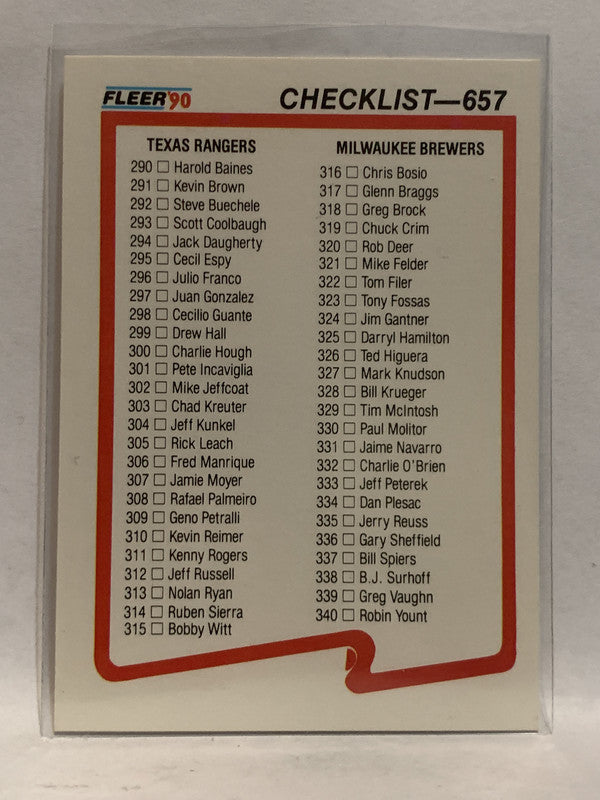 FLEER '90 CHECKLIST—657
TEXAS RANGERS
290 Harold Baines
291 Kevin Brown
292 Steve Buechele
293 Scott Coolbaugh
294 Jack Daugherty
295 Cecil Espy
296 Julio Franco
297 Juan Gonzalez
298 Cecilio Guante
299 Drew Hall
300 Charlie Hough
301 Pete Incaviglia
302 Mike Jeffcoat
303 Chad Kreuter
304 Jeff Kunkel
305 Rick Leach
306 Fred Manrique
307 Jamie Moyer
308 Rafael Palmeiro
309 Geno Petralli
310 Kevin Reimer
311 Kenny Rogers
312 Jeff Russell
313 Nolan Ryan
314 Ruben Sierra
315 Bobby Witt
MILWAUKEE BREWERS
316 Chris Bosio
317 Glenn Braggs
318 Greg Brock
319 Chuck Crim
320 Rob Deer
321 Mike Felder
322 Tom Filer
323 Tony Fossas
324 Jim Gantner
325 Darryl Hamilton
326 Ted Higuera
327 Mark Knudson
328 Bill Krueger
329 Tim McIntosh
330 Paul Molitor
331 Jaime Navarro
332 Charlie O'Brien
333 Jeff Peterek
334 Dan Plesac
335 Jerry Reuss
336 Gary Sheffield
337 Bill Spiers
338 B.J. Surhoff
339 Greg Vaughn
340 Robin Yount